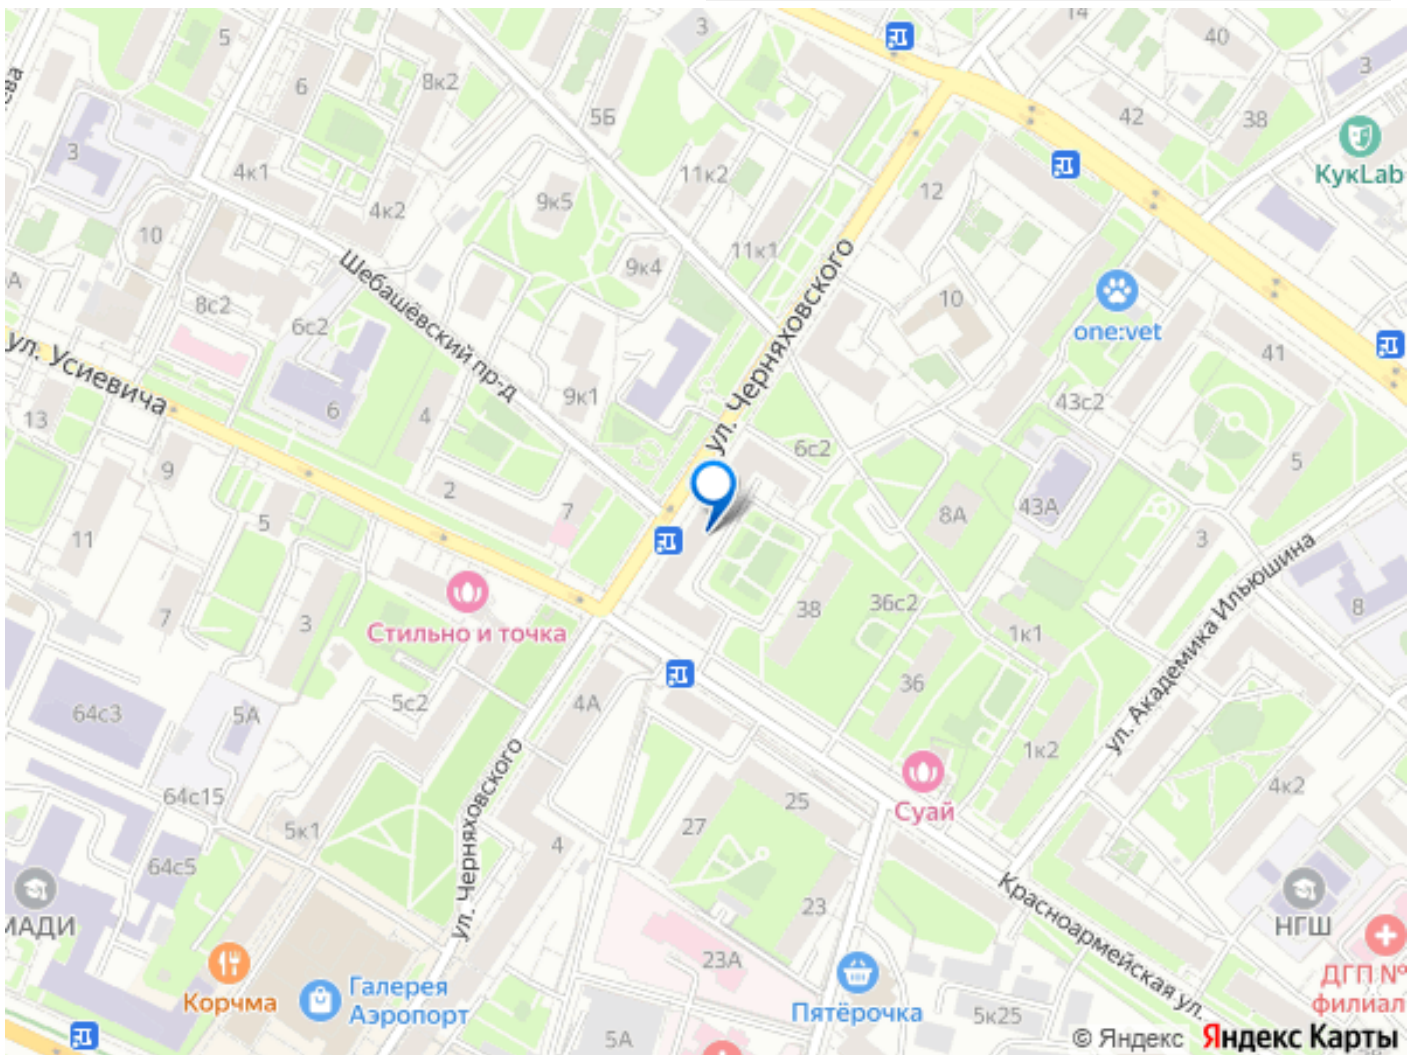 14
40
3
5
3
6
8к2
5Б
42
38
КукLab
3
4к1
11к2
12
4к2
9к5
10
11к1
9к4
Шебашёвский пр-д
8с2
6с2
10
ул. Черняховского
one:vet
41
ул. Усиевича
6
4
9к1
43с2
13
6с2
5
9
2
7
8А
43А
11
5
3
ул. Академика Ильюшина
7
3
Стильно и точка
38
36с2
1к1
8
36
64с3
5А
5с2
4А
1к2
ул. Черняховского
64с15
5к1
25
27
Суай
4к2
4
64с5
23
Красноармейская ул.
НГШ
МАДИ
23А
Корчма
Галерея
Аэропорт
Пятёрочка
5к25
ДГП №
филиал
5А
© Яндекс Яндекс Карты